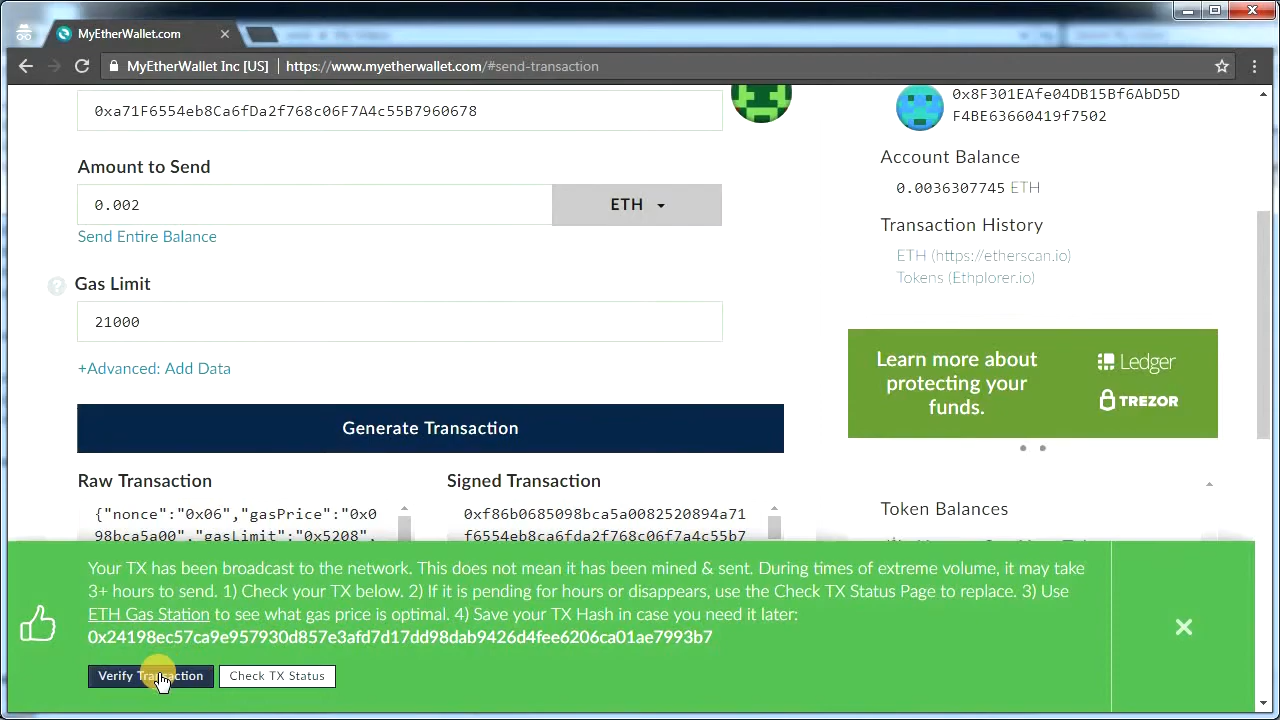 MyEtherWallet.com
MyEtherWallet Inc [US]
https://www.myetherwallet.com/#send-transaction
0xa71F6554eb8Ca6fDa2f768c06F7A4c55B7960678
Amount to Send
0.002
ETH
Send Entire Balance
Gas Limit
21000
+Advanced: Add Data
Generate Transaction
Raw Transaction
{"nonce":"0x06","gasPrice":"0x0
98bca5a00","gasLimit":"0x5208",
Signed Transaction
0xf86b0685098bca5a0082520894a71
f6554eb8ca6fda2f768c06f7a4c55b7
0x8F301EAfe04DB15Bf6AbD5D
F4BE63660419f7502
Account Balance
0.0036307745 ETH
Transaction History
ETH (https://etherscan.io)
Tokens (Ethplorer.io)
Learn more about
protecting your
funds.
Ledger
TREZOR
Token Balances
Your TX has been broadcast to the network. This does not mean it has been mined & sent. During times of extreme volume, it may take
3+ hours to send. 1) Check your TX below. 2) If it is pending for hours or disappears, use the Check TX Status Page to replace. 3) Use
ETH Gas Station to see what gas price is optimal. 4) Save your TX Hash in case you need it later:
0x24198ec57ca9e957930d857e3afd7d17dd98dab9426d4fee6206ca01ae7993b7
Verify Transaction
Check TX Status